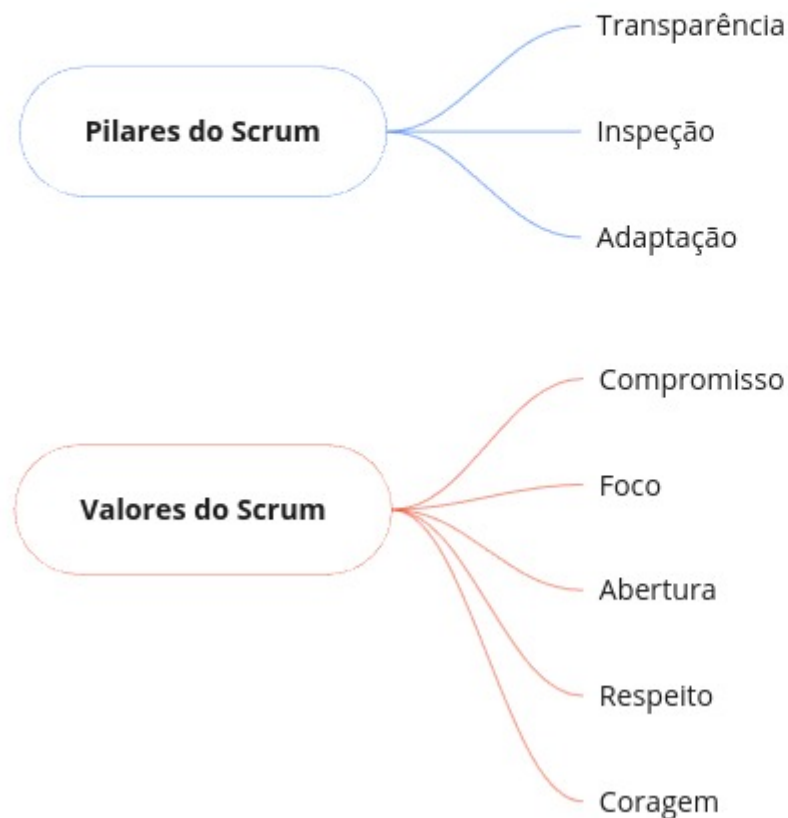 Pilares do Scrum
Transparência
Inspeção
Adaptação
Valores do Scrum
Compromisso
Foco
Abertura
Respeito
Coragem